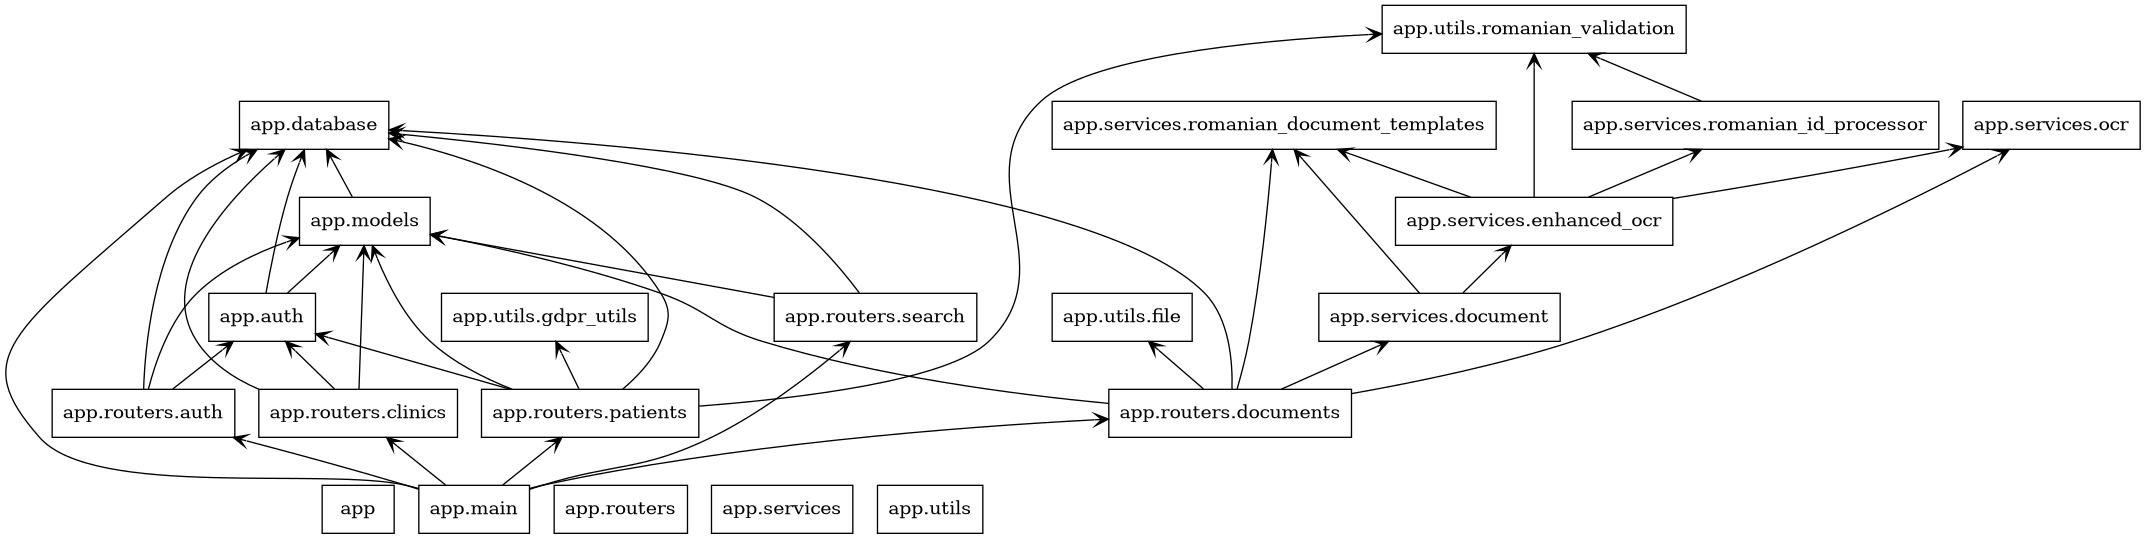 app.utils.romanian_validation
app.database
app.services.romanian_document_templates
app.services.romanian_id_processor
app.services.ocr
app.models
app.services.enhanced_ocr
app.auth
app.utils.gdpr_utils
app.routers.search
app.utils.file
app.services.document
app.routers.auth
app.routers.clinics
app.routers.patients
app.routers.documents
app
app.main
app.routers
app.services
app.utils